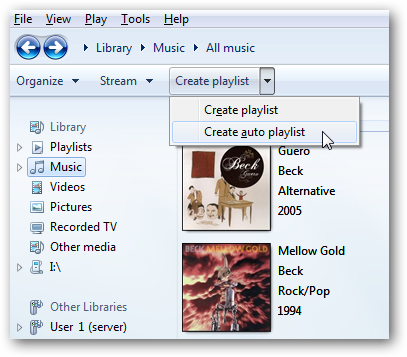 File View Play Tools Help
Library Music All music
Organize Stream Create playlist
Create playlist
Create auto playlist
Library
Playlists
Music
Videos
Pictures
Recorded TV
Other media
I:\
Other Libraries
User 1 (server)
BECK
Guero
Guero
Beck
Alternative
2005
BECK MELLOW GOLD
Mellow Gold
Beck
Rock/Pop
1994